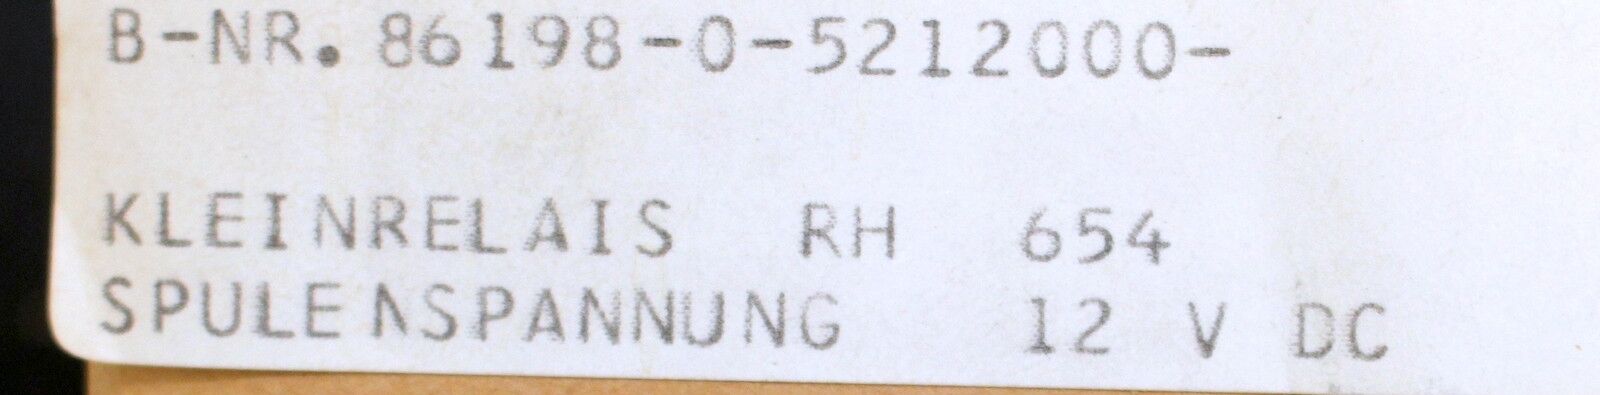 B-NR. 86198-0-5212000-
KLEINRELAIS RH 654
SPULENSPANNUNG 12 V DC